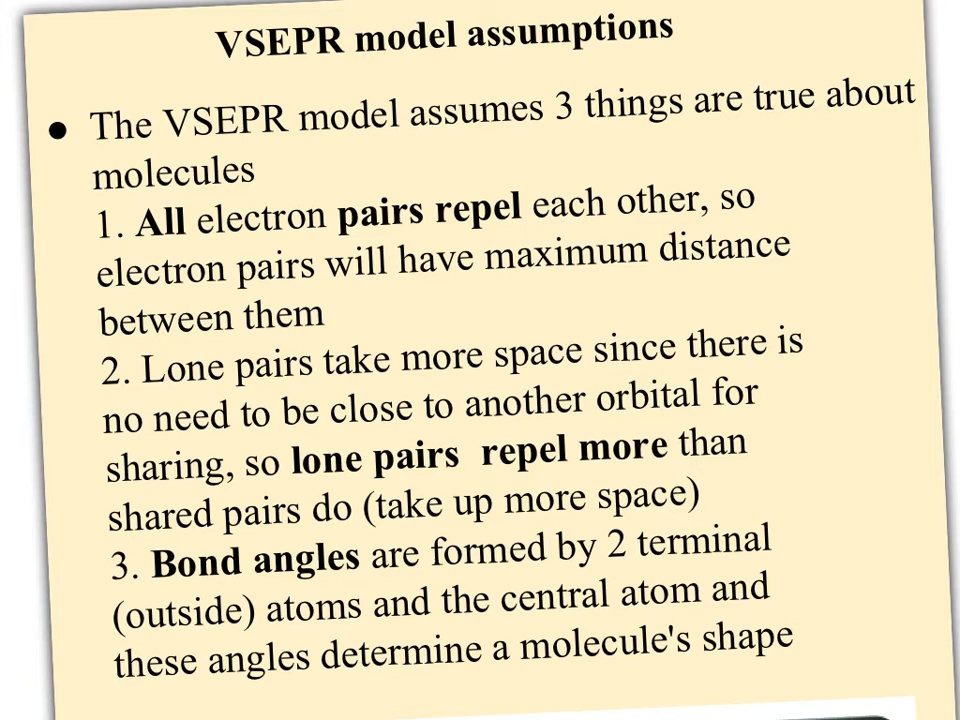 VSEPR model assumptions
● The VSEPR model assumes 3 things are true about
molecules
1. All electron pairs repel each other, so
electron pairs will have maximum distance
between them
2. Lone pairs take more space since there is
no need to be close to another orbital for
sharing, so lone pairs repel more than
shared pairs do (take up more space)
3. Bond angles are formed by 2 terminal
(outside) atoms and the central atom and
these angles determine a molecule's shape